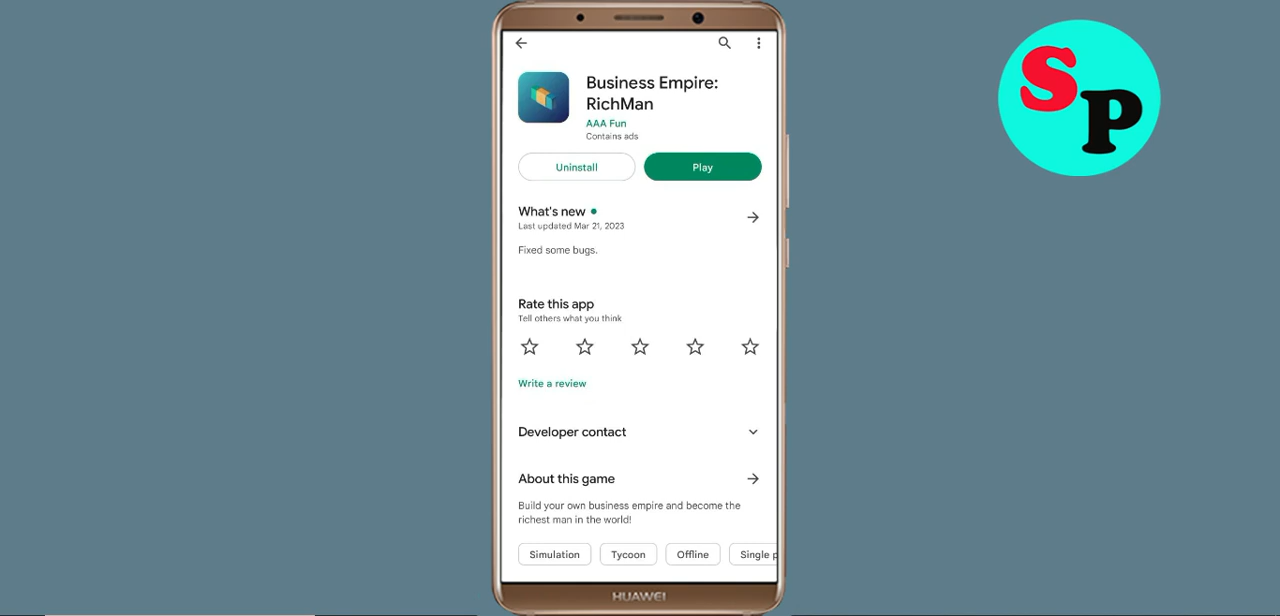 Business Empire:
RichMan
AAA Fun
Contains ads
Uninstall
Play
What's new
Last updated Mar 21, 2023
Fixed some bugs.
Rate this app
Tell others what you think
Write a review
Developer contact
About this game
Build your own business empire and become the
richest man in the world!
Simulation
Tycoon
Offline
Single p
HUAWEI
SP